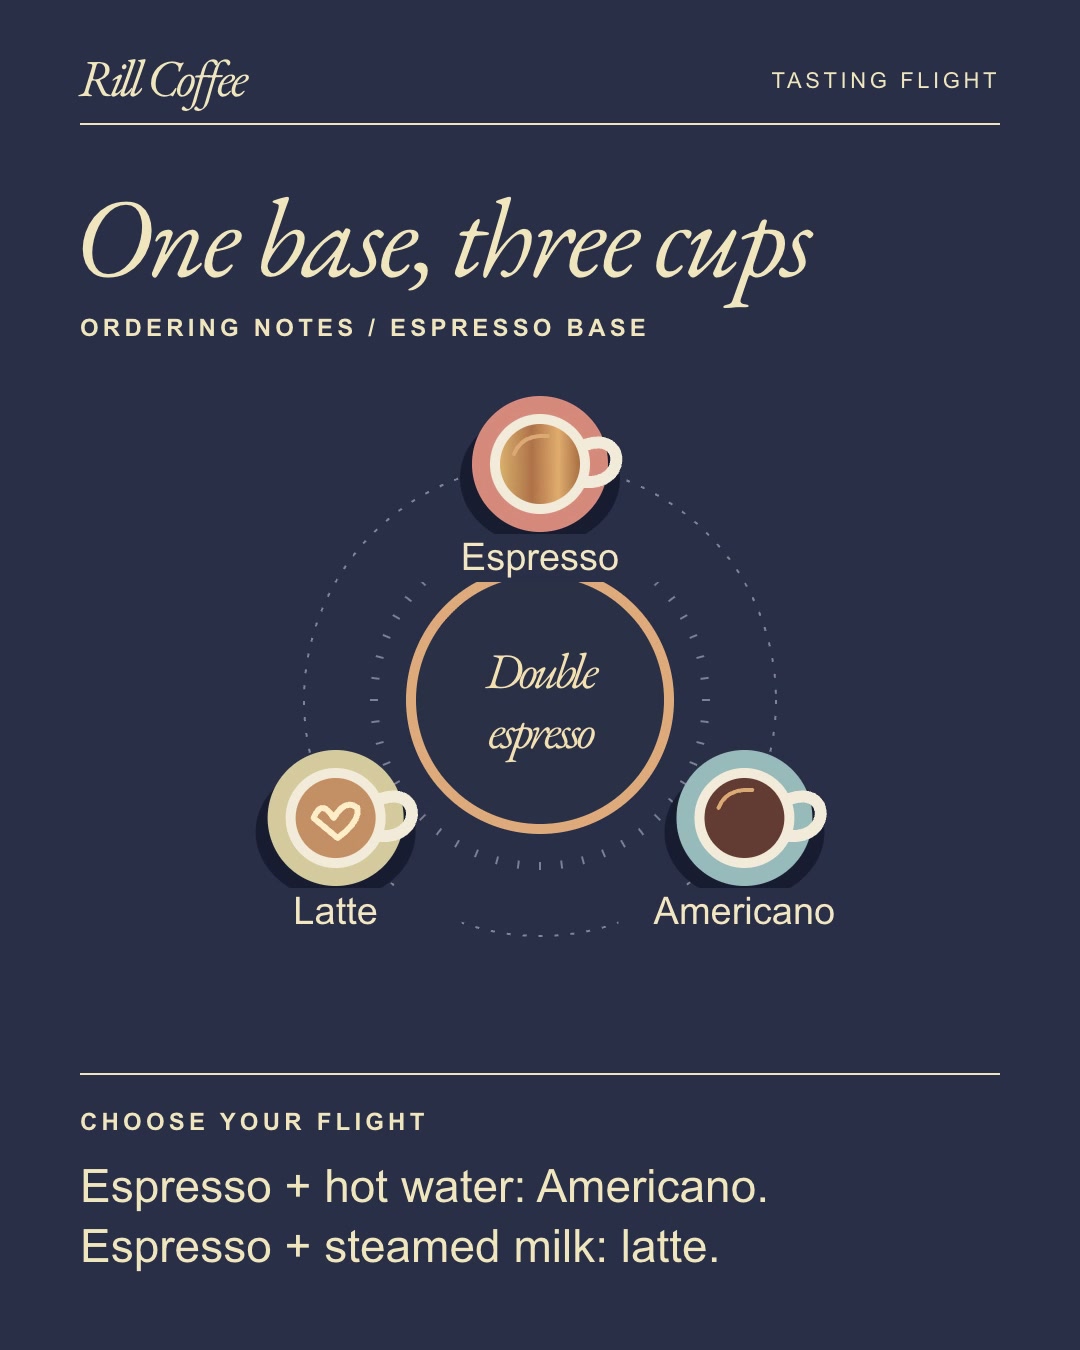 Rill Coffee
TASTING FLIGHT
One base, three cups
ORDERING NOTES / ESPRESSO BASE
Espresso
Double
espresso
Latte
Americano
CHOOSE YOUR FLIGHT
Espresso + hot water: Americano.
Espresso + steamed milk: latte.